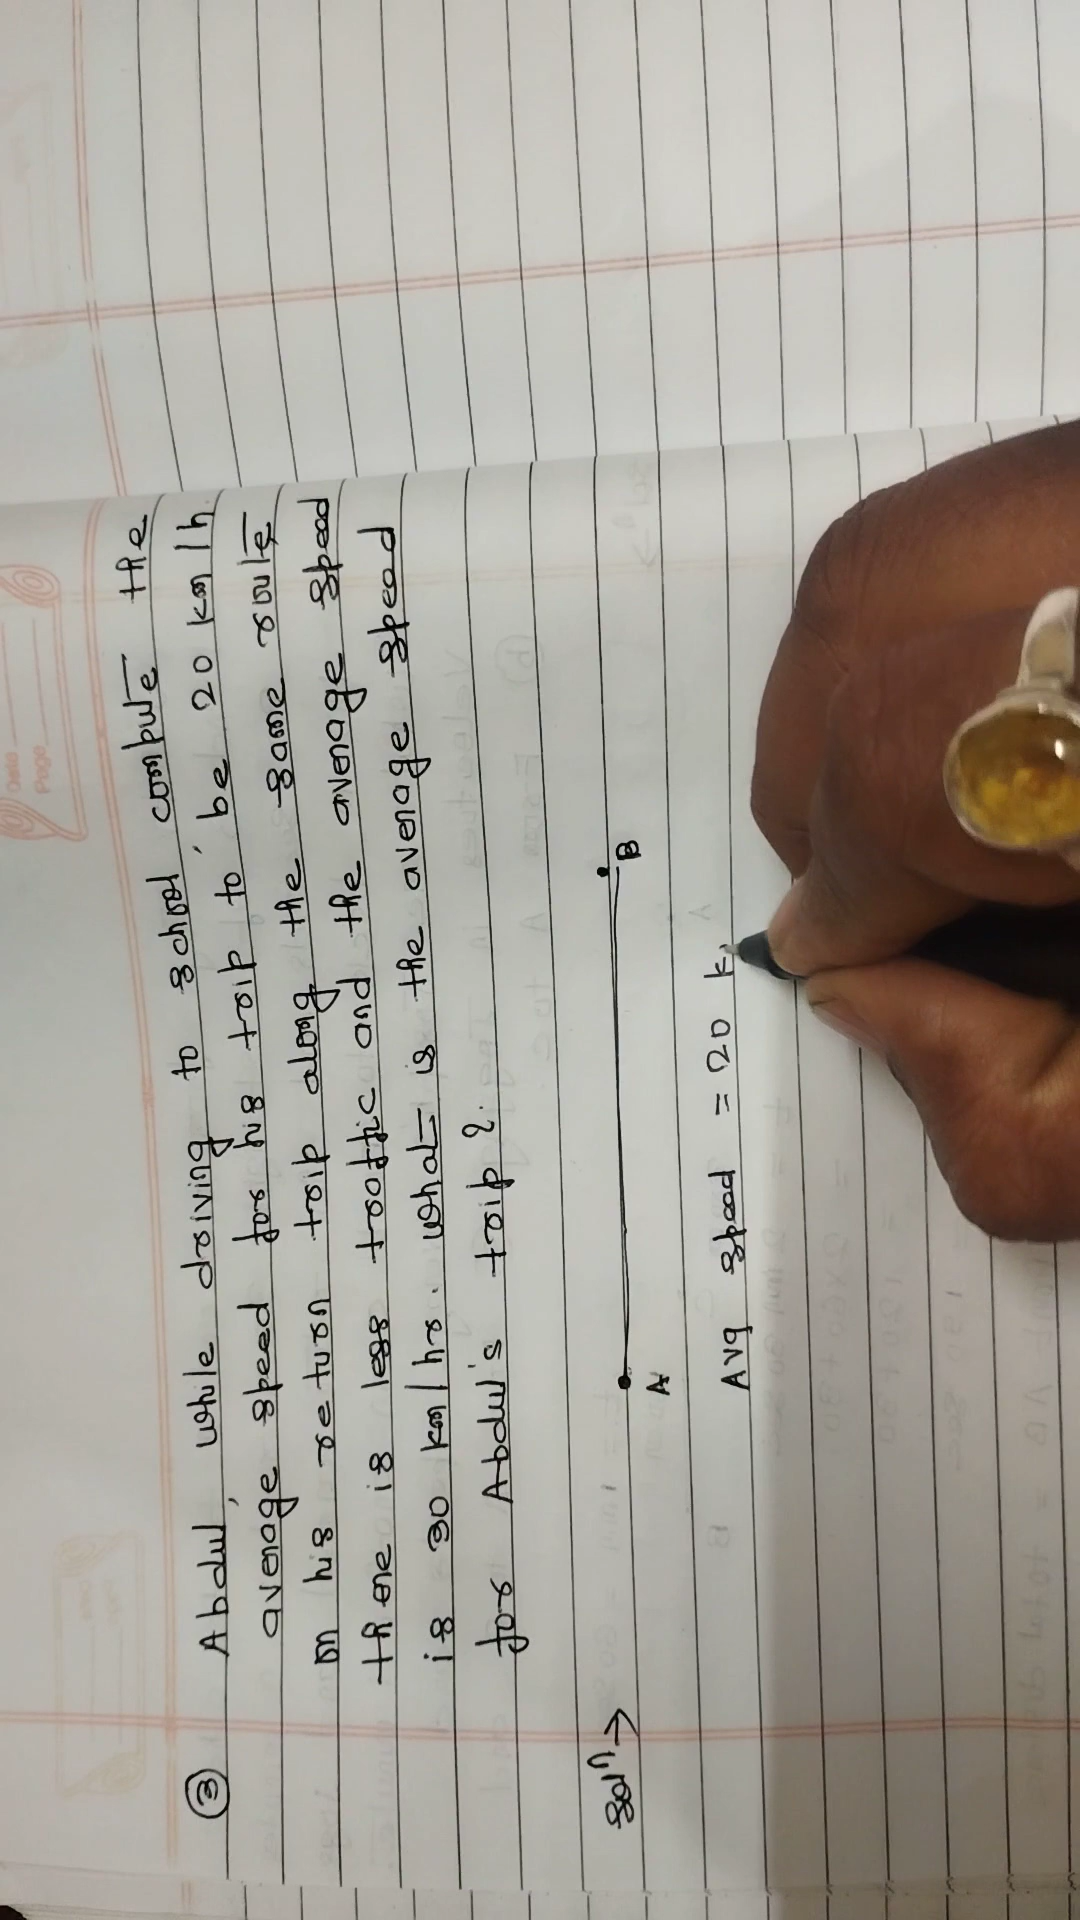 ③ Abdul while driving to school compute the
average speed for his trip to be 20 km/h.
on his return trip along the same route
there is less traffic and the average speed
is 30 km/hr. what is the average speed
for Abdul's trip?
Solⁿ→
A B
Avg speed = 20 k